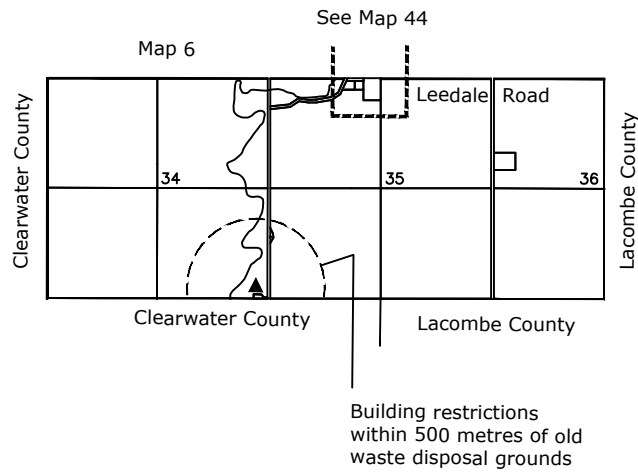 See Map 44
Map 6
Leedale Road
Clearwater County
Lacombe County
34
35
36
Clearwater County
Lacombe County
Building restrictions
within 500 metres of old
waste disposal grounds